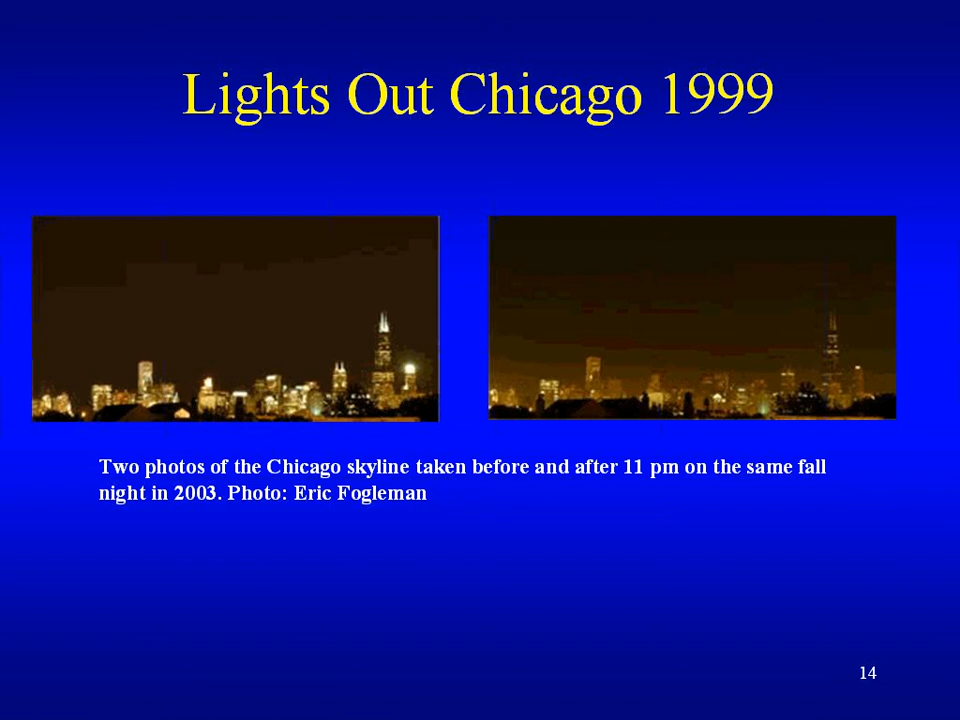 Lights Out Chicago 1999
Two photos of the Chicago skyline taken before and after 11 pm on the same fall
night in 2003. Photo: Eric Fogleman
14